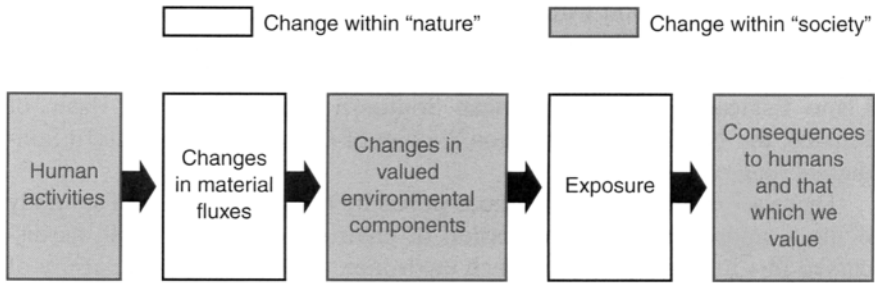 Change within “nature”
Change within “society”
Human
activities
Changes
in material
fluxes
Changes in
valued
environmental
components
Exposure
Consequences
to humans
and that
which we
value